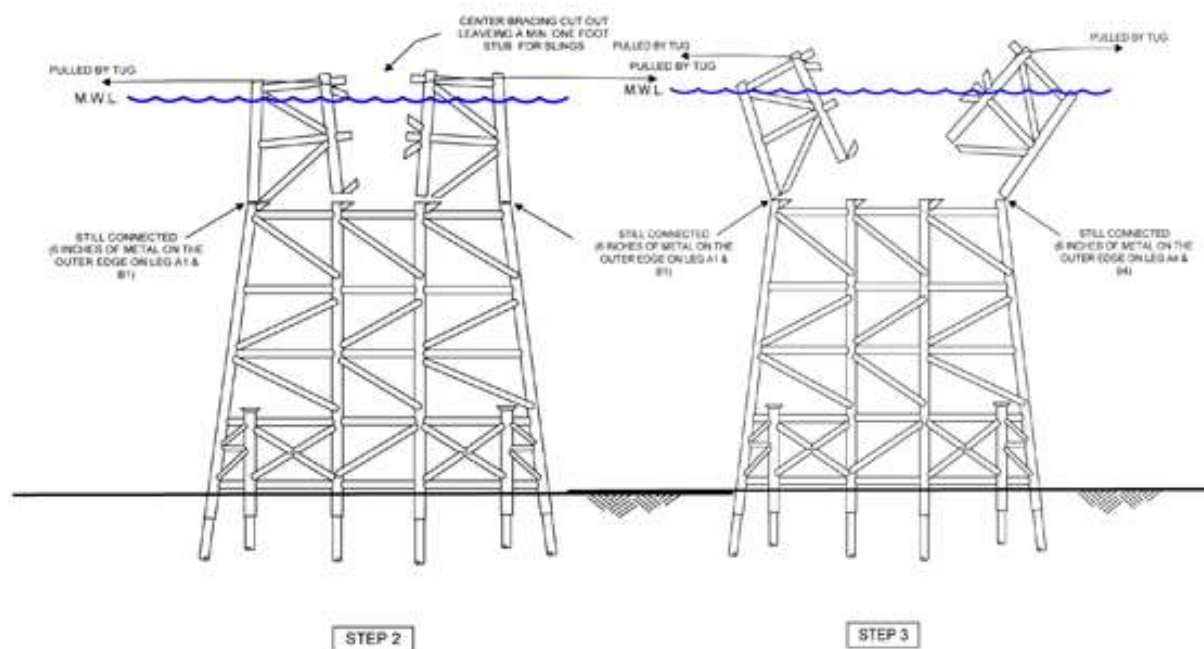 CENTER BRACING CUT OUT
LEAVEING A MIN. ONE FOOT
STUB FOR SLINGS
PULLED BY TUG
M.W.L.
PULLED BY TUG
STILL CONNECTED
(6 INCHES OF METAL ON THE
OUTER EDGE ON LEG A1 &
B1)
STEP 2
PULLED BY TUG
PULLED BY TUG
M.W.L.
STILL CONNECTED
(6 INCHES OF METAL ON THE
OUTER EDGE ON LEG A1 &
B1)
STILL CONNECTED
(6 INCHES OF METAL ON THE
OUTER EDGE ON LEG A4 &
B4)
STEP 3